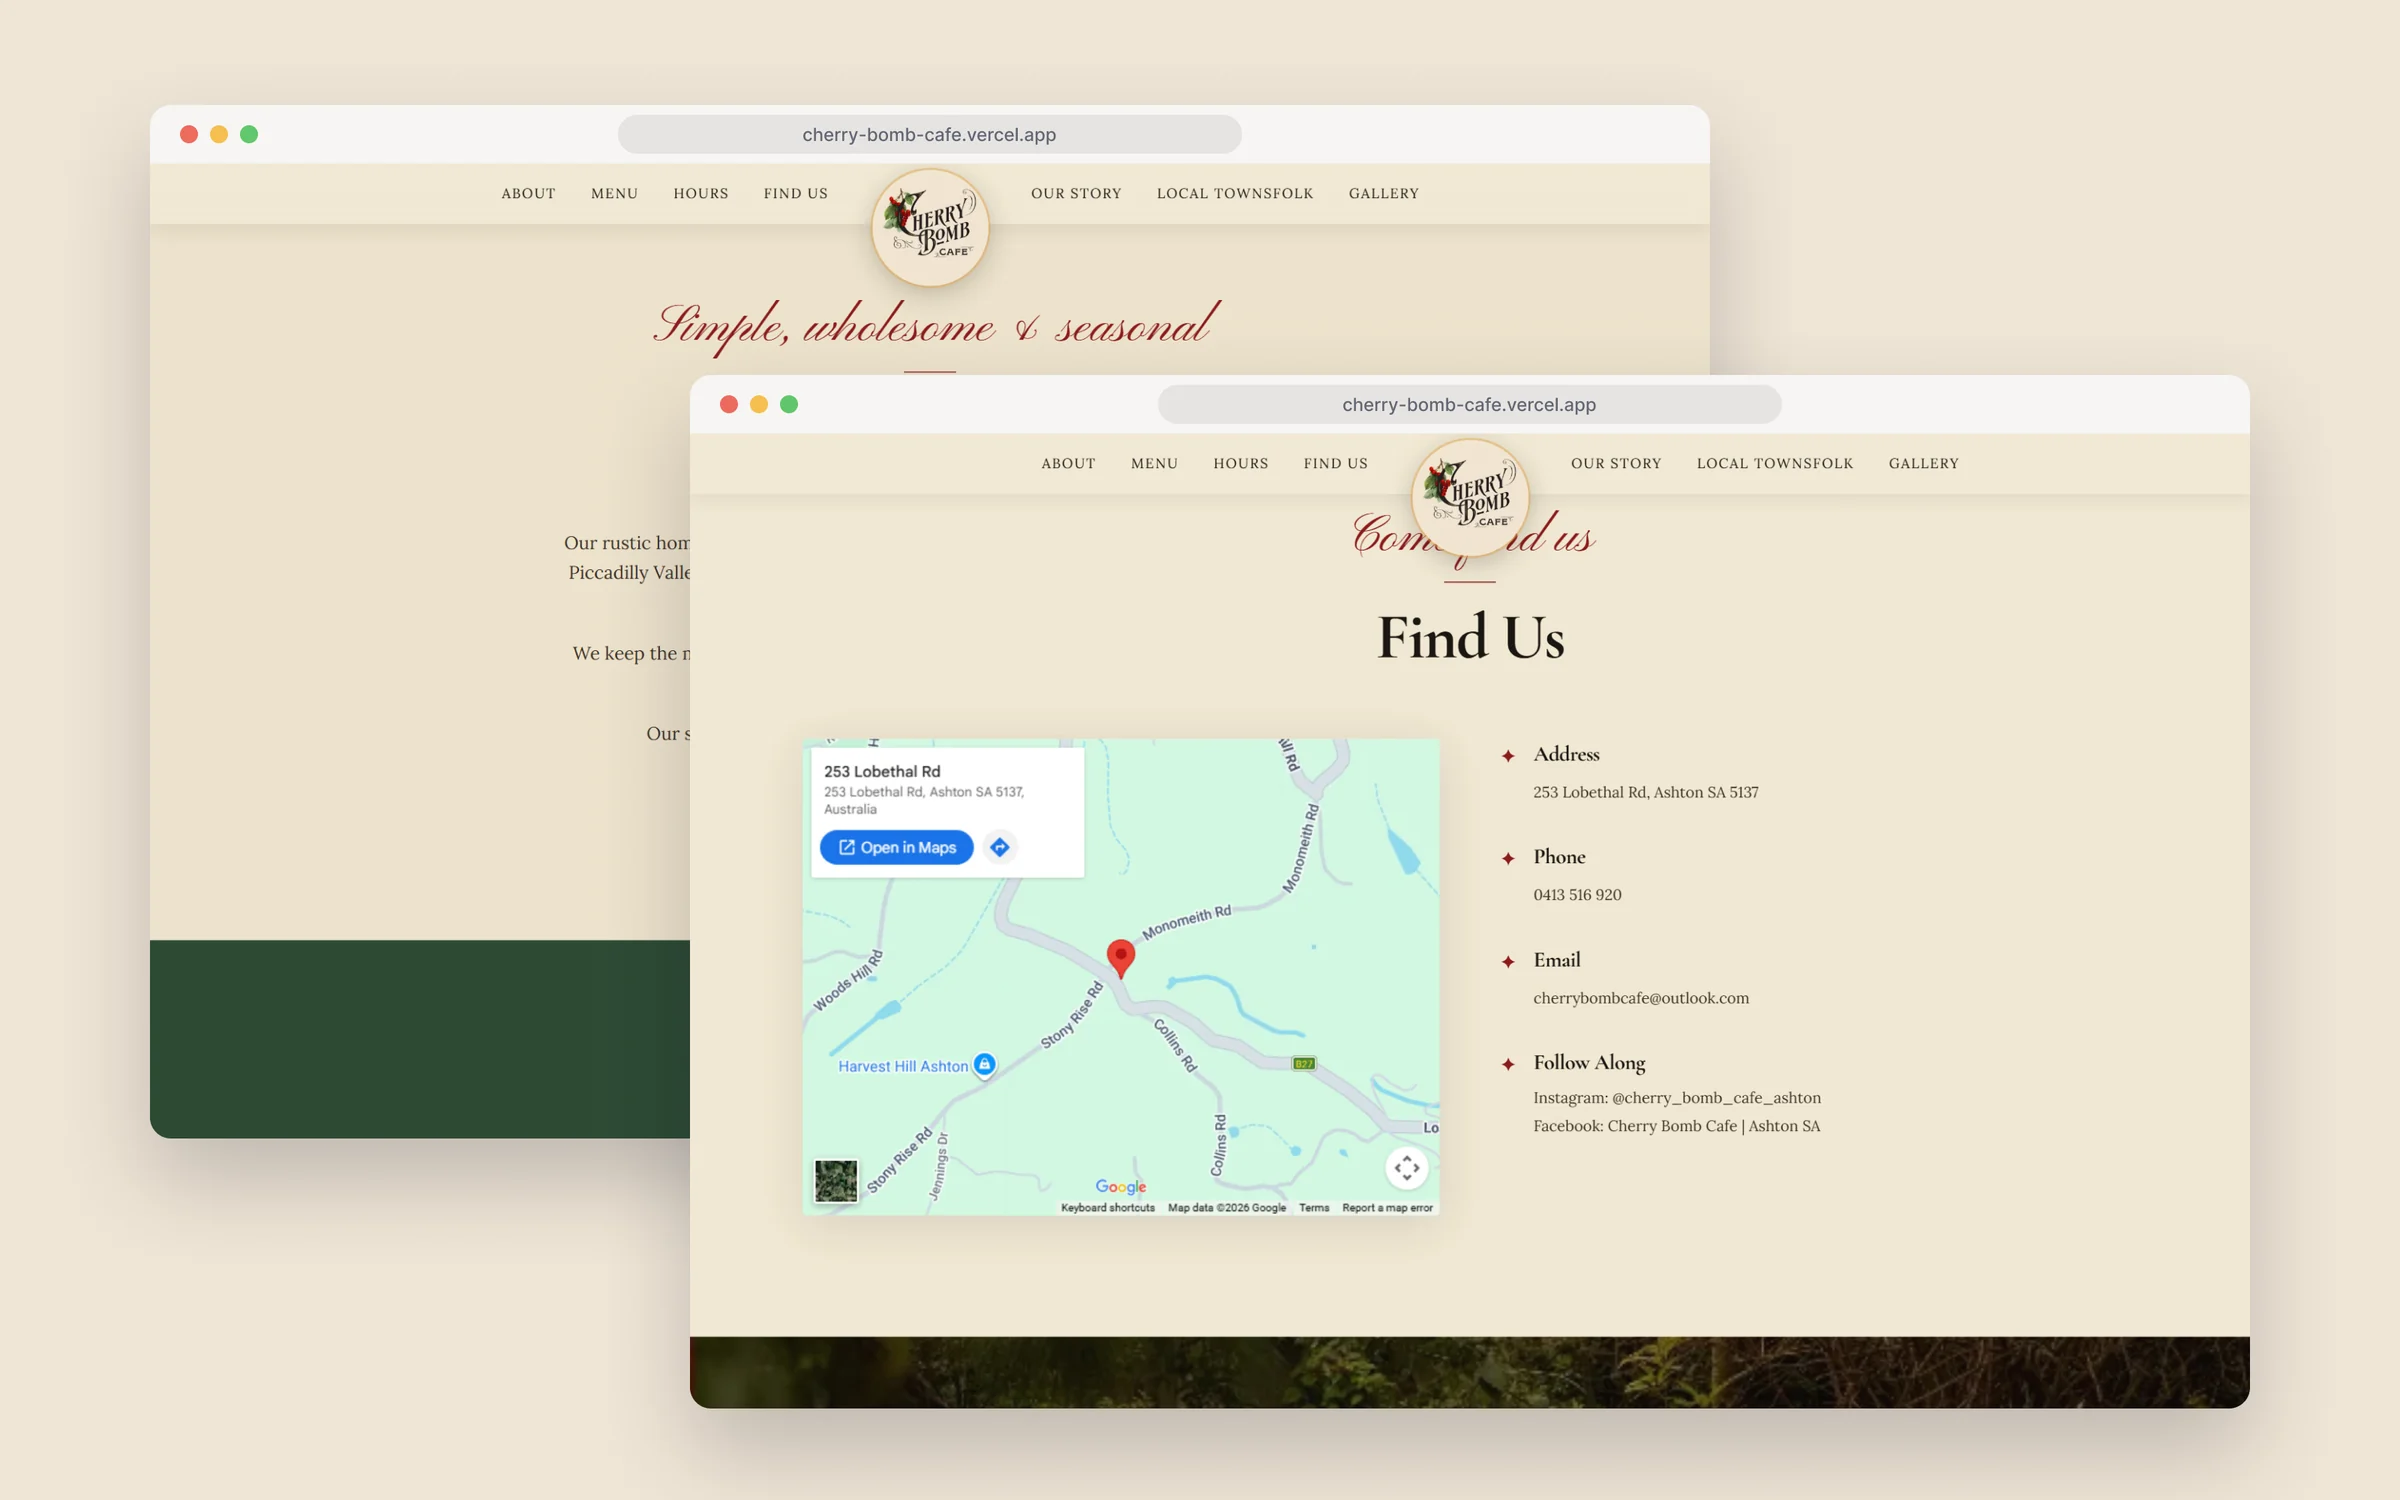 cherry-bomb-cafe.vercel.app
ABOUT MENU HOURS FIND US
CHERRY
BOMB
CAFE
OUR STORY LOCAL TOWNSFOLK GALLERY
Simple, wholesome & seasonal
Our rustic hom
Piccadilly Valle
We keep the
Our s
cherry-bomb-cafe.vercel.app
ABOUT MENU HOURS FIND US
CHERRY
BOMB
CAFE
OUR STORY LOCAL TOWNSFOLK GALLERY
us
Find Us
253 Lobethal Rd
253 Lobethal Rd, Ashton SA 5137,
Australia
Open in Maps
Monomeith Rd
Monomeith Rd
Woods Hill Rd
Stony Rise Rd
Collins Rd
Harvest Hill Ashton
B27
Collins Rd
Lo
Stony Rise Rd
Jennings Dr
Google
Keyboard shortcuts Map data ©2026 Google Terms Report a map error
Address
253 Lobethal Rd, Ashton SA 5137
Phone
0413 516 920
Email
cherrybombcafe@outlook.com
Follow Along
Instagram: @cherry_bomb_cafe_ashton
Facebook: Cherry Bomb Cafe | Ashton SA